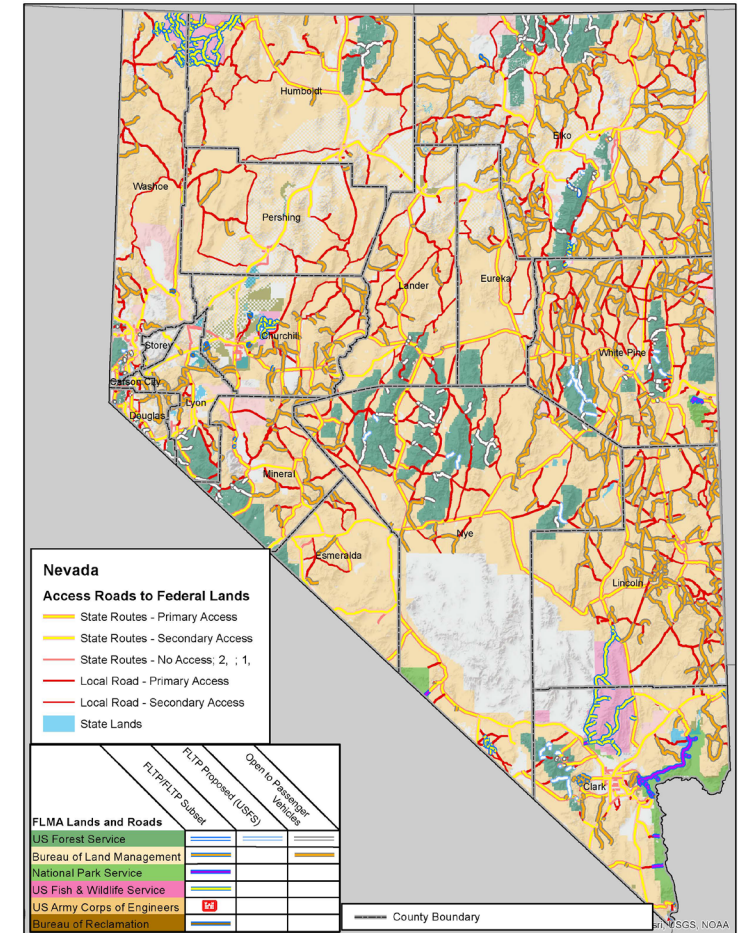 Humboldt
Elko
Washoe
Pershing
Lander
Eureka
Churchill
Storey
White Pine
Carson City
Lyon
Douglas
Mineral
Nye
Esmeralda
Lincoln
Clark
Nevada
Access Roads to Federal Lands
State Routes - Primary Access
State Routes - Secondary Access
State Routes - No Access; 2, ; 1,
Local Road - Primary Access
Local Road - Secondary Access
State Lands
FLTP/FLTP Subset
FLTP Proposed (USFS)
Open to Passenger
Vehicles
FLMA Lands and Roads
US Forest Service
Bureau of Land Management
National Park Service
US Fish & Wildlife Service
US Army Corps of Engineers
Bureau of Reclamation
County Boundary
sri, USGS, NOAA